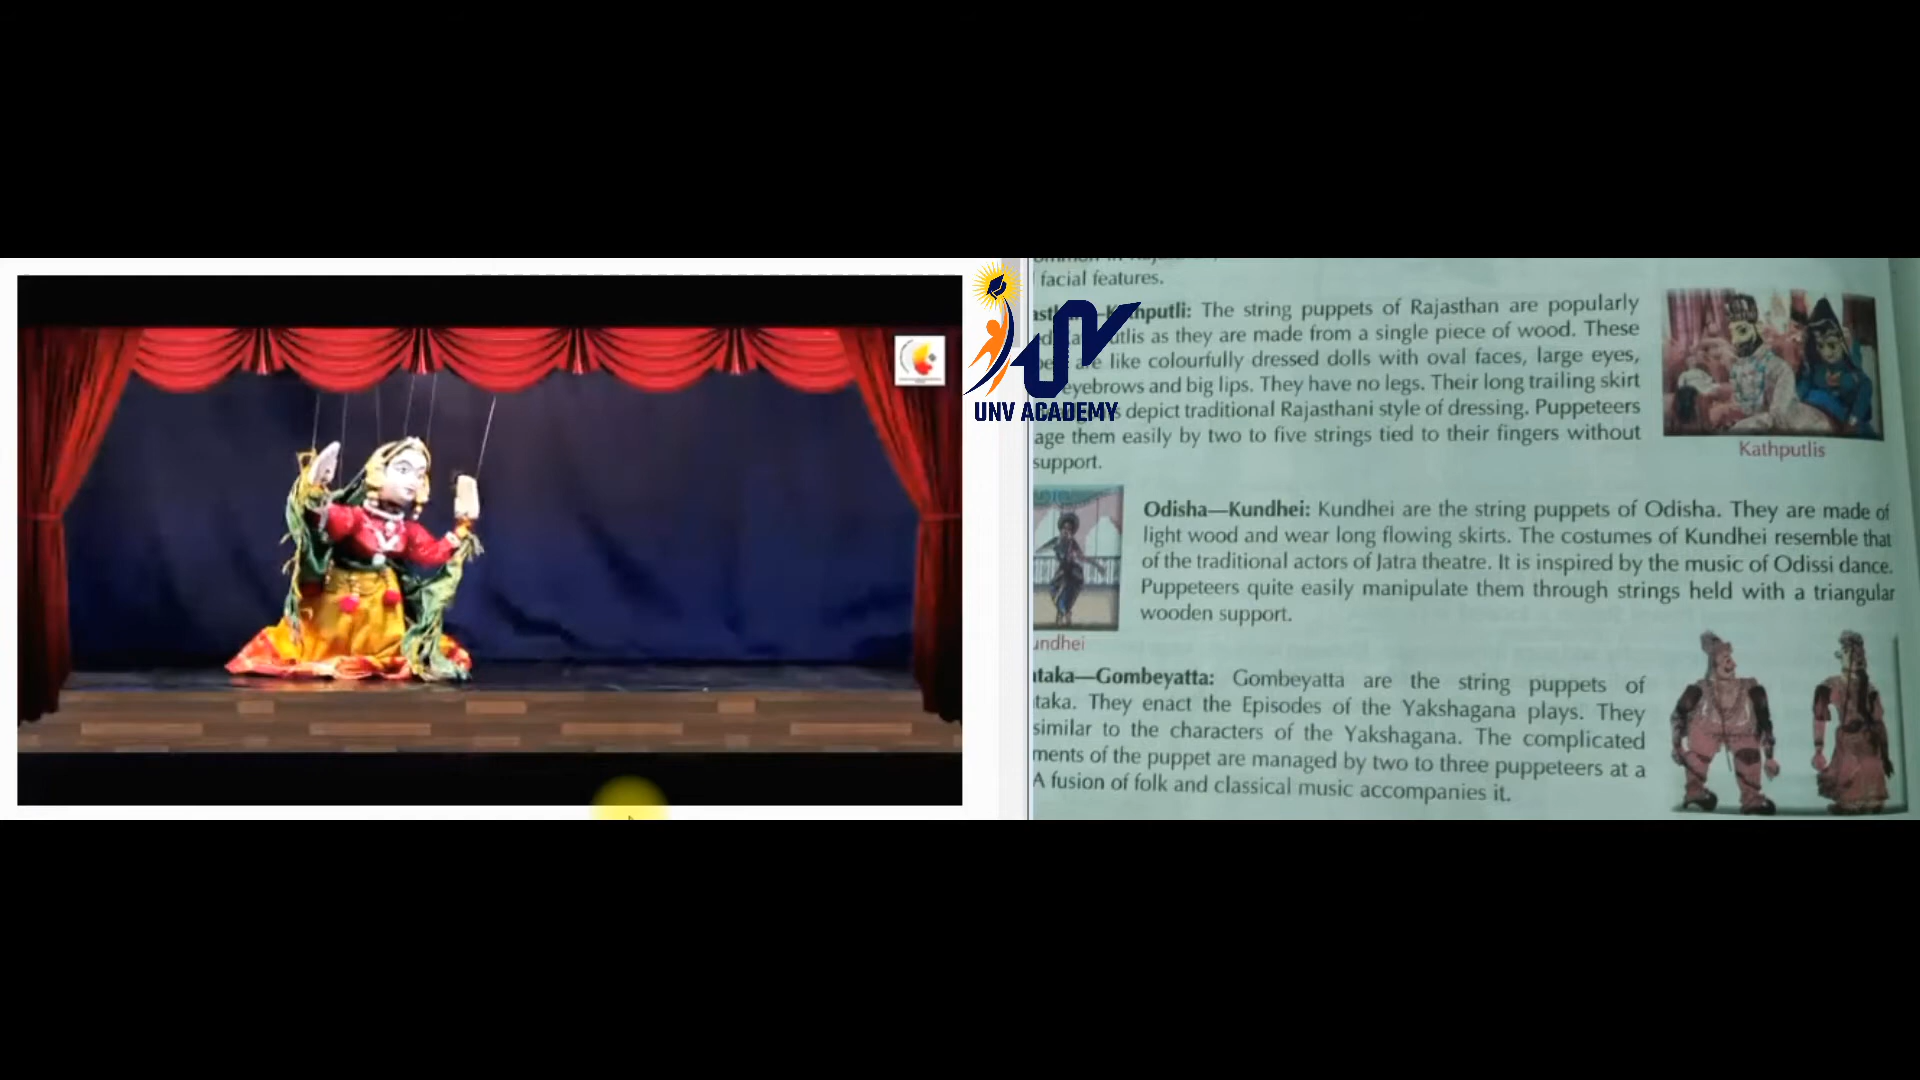 facial features.
putli: The string puppets of Rajasthan are popularly
utlis as they are made from a single piece of wood. These
like colourfully dressed dolls with oval faces, large eyes,
eyebrows and big lips. They have no legs. Their long trailing skirt
depict traditional Rajasthani style of dressing. Puppeteers
age them easily by two to five strings tied to their fingers without
support.
Kathputlis
UNV ACADEMY
Odisha—Kundhei: Kundhei are the string puppets of Odisha. They are made of
light wood and wear long flowing skirts. The costumes of Kundhei resemble that
of the traditional actors of Jatra theatre. It is inspired by the music of Odissi dance.
Puppeteers quite easily manipulate them through strings held with a triangular
wooden support.
undhei
taka—Gombeyatta: Gombeyatta are the string puppets of
taka. They enact the Episodes of the Yakshagana plays. They
similar to the characters of the Yakshagana. The complicated
ments of the puppet are managed by two to three puppeteers at a
A fusion of folk and classical music accompanies it.